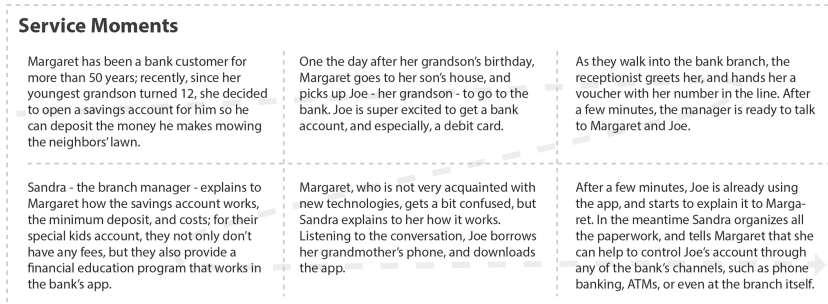 Service Moments
Margaret has been a bank customer for
more than 50 years; recently, since her
youngest grandson turned 12, she decided
to open a savings account for him so he
can deposit the money he makes mowing
the neighbors' lawn.
One the day after her grandson's birthday,
Margaret goes to her son's house, and
picks up Joe - her grandson - to go to the
bank. Joe is super excited to get a bank
account, and especially, a debit card.
As they walk into the bank branch, the
receptionist greets her, and hands her a
voucher with her number in the line. After
a few minutes, the manager is ready to talk
to Margaret and Joe.
Sandra - the branch manager - explains to
Margaret how the savings account works,
the minimum deposit, and costs; for their
special kids account, they not only don't
have any fees, but they also provide a
financial education program that works in
the bank's app.
Margaret, who is not very acquainted with
new technologies, gets a bit confused, but
Sandra explains to her how it works.
Listening to the conversation, Joe borrows
her grandmother's phone, and downloads
the app.
After a few minutes, Joe is already using
the app, and starts to explain it to Marga-
ret. In the meantime Sandra organizes all
the paperwork, and tells Margaret that she
can help to control Joe's account through
any of the bank's channels, such as phone
banking, ATMs, or even at the branch itself.